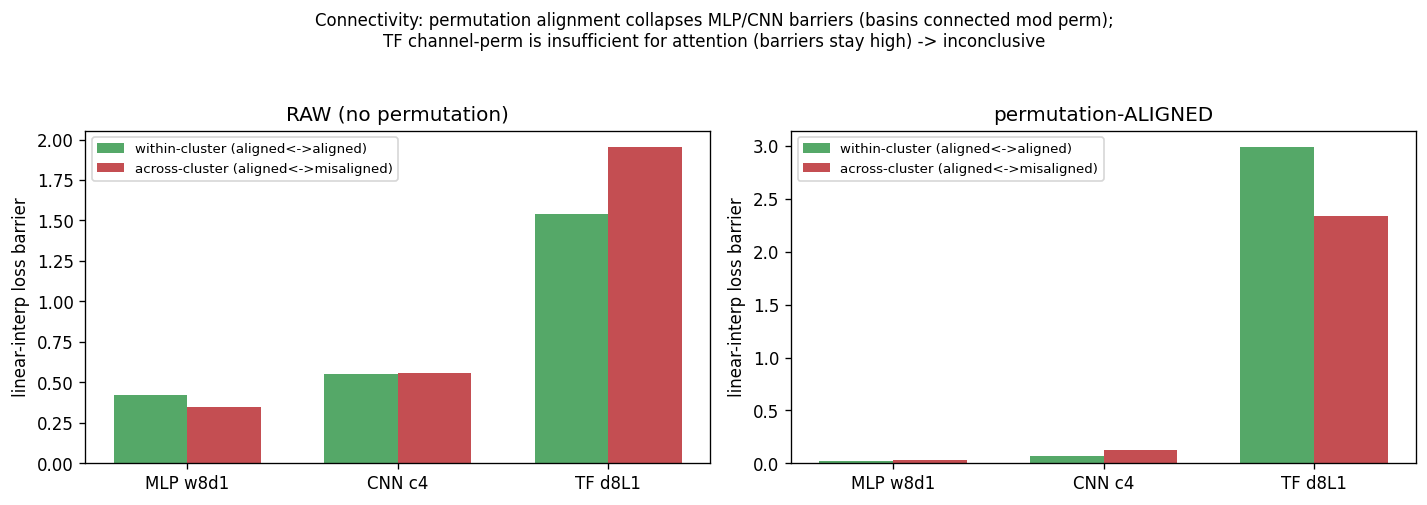 Connectivity: permutation alignment collapses MLP/CNN barriers (basins connected mod perm);
TF channel-perm is insufficient for attention (barriers stay high) -> inconclusive
RAW (no permutation)
linear-interp loss barrier
2.00
1.75
1.50
1.25
1.00
0.75
0.50
0.25
0.00
within-cluster (aligned<->aligned)
across-cluster (aligned<->misaligned)
MLP w8d1
CNN c4
TF d8L1
permutation-ALIGNED
linear-interp loss barrier
3.0
2.5
2.0
1.5
1.0
0.5
0.0
within-cluster (aligned<->aligned)
across-cluster (aligned<->misaligned)
MLP w8d1
CNN c4
TF d8L1